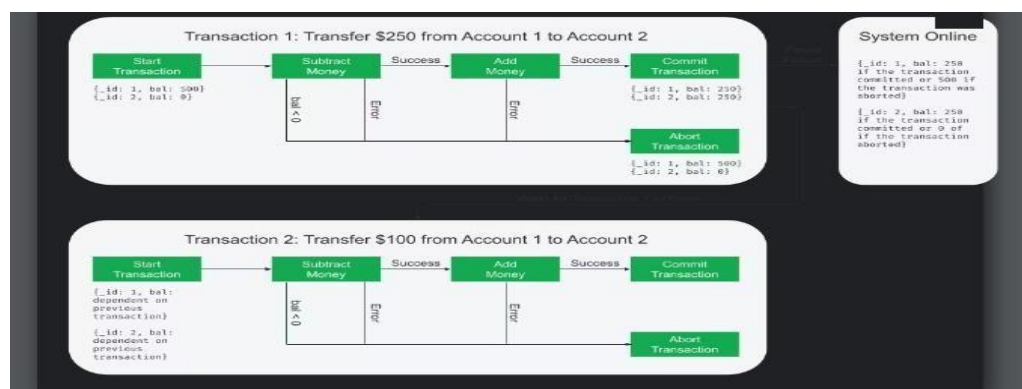 Transaction 1: Transfer $250 from Account 1 to Account 2
Start
Transaction
{_id: 1, bal: 500}
{_id: 2, bal: 0}
Subtract
Money
Success
Add
Money
Success
Commit
Transaction
{_id: 1, bal: 250}
{_id: 2, bal: 250}
bal < 0
Error
Error
Abort
Transaction
{_id: 1, bal: 500}
{_id: 2, bal: 0}
System Online
{_id: 1, bal: 250
if the transaction
committed or 500 if
the transaction was
aborted}
{_id: 2, bal: 250
if the transaction
committed or 0 of
if the transaction
aborted}
Transaction 2: Transfer $100 from Account 1 to Account 2
Start
Transaction
{_id: 1, bal:
dependent on
previous
transaction}
{_id: 2, bal:
dependent on
previous
transaction}
Subtract
Money
Success
Add
Money
Success
Commit
Transaction
bal < 0
Error
Error
Abort
Transaction